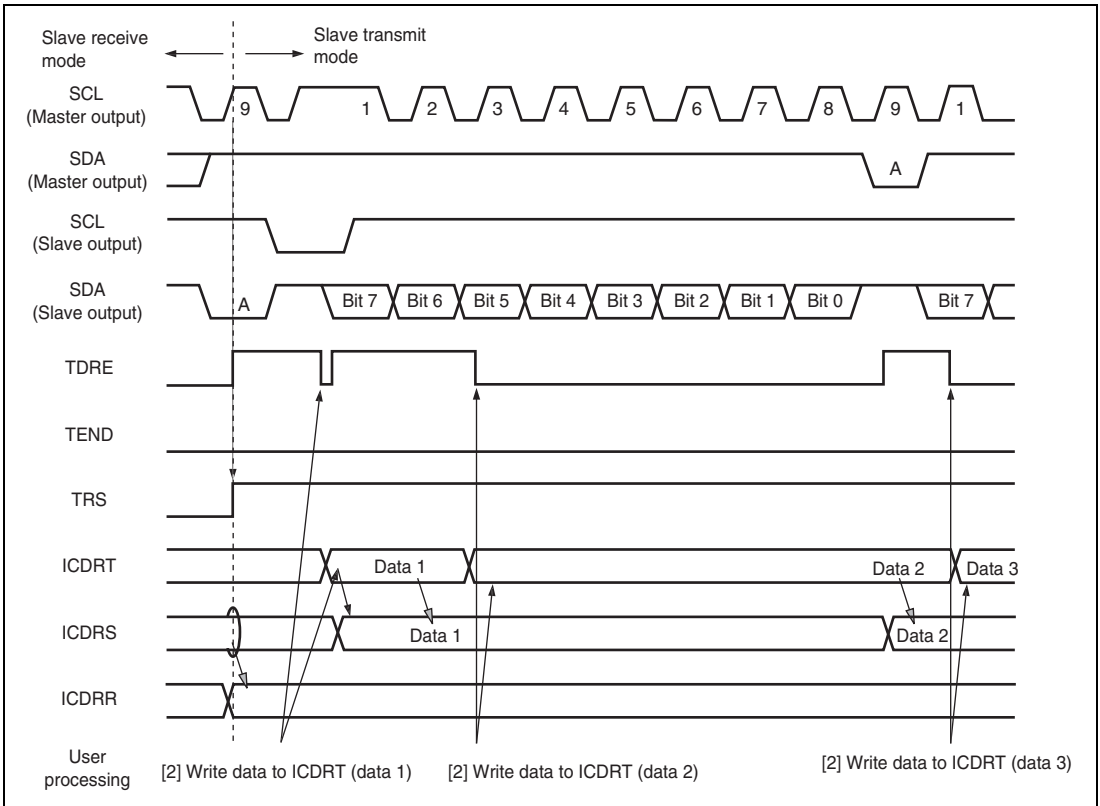 Slave receive mode
Slave transmit mode
SCL
(Master output)
9 1 2 3 4 5 6 7 8 9 1
SDA
(Master output)
A
SCL
(Slave output)
SDA
(Slave output)
A Bit 7 Bit 6 Bit 5 Bit 4 Bit 3 Bit 2 Bit 1 Bit 0 Bit 7
TDRE
TEND
TRS
ICDRT
Data 1 Data 2 Data 3
ICDRS
Data 1 Data 2
ICDRR
User
processing
[2] Write data to ICDRT (data 1) [2] Write data to ICDRT (data 2) [2] Write data to ICDRT (data 3)